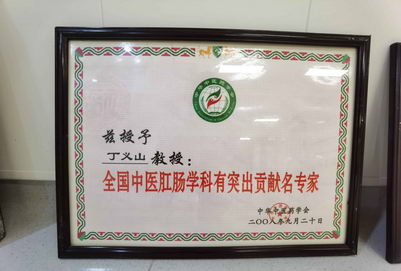 兹授予
丁义山 教授:
全国中医肛肠学科有突出贡献名专家
中华中医药学会
二00八年九月二十日